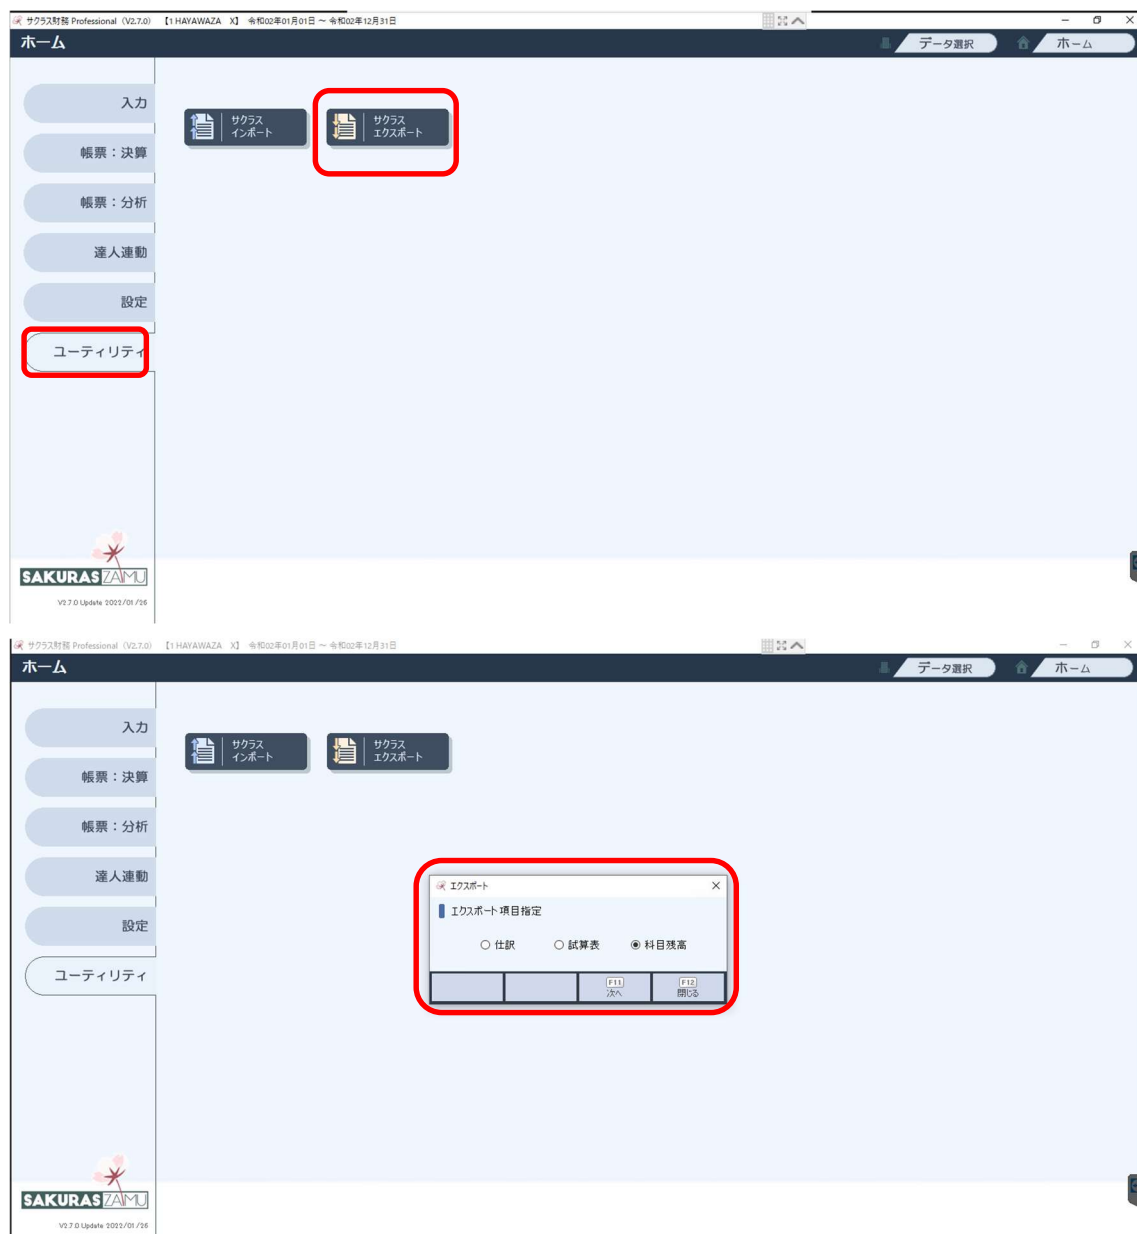 サクラス財務 Professional（V2.7.0） 【1 HAYAWAZA　X】 令和02年01月01日 ～ 令和02年12月31日
ホーム
データ選択
ホーム
入力
サクラス
インポート
サクラス
エクスポート
帳票：決算
帳票：分析
達人連動
設定
ユーティリティ
SAKURAS ZAIMU
V2.7.0 Update 2022/01/26
サクラス財務 Professional（V2.7.0） 【1 HAYAWAZA　X】 令和02年01月01日 ～ 令和02年12月31日
ホーム
データ選択
ホーム
入力
サクラス
インポート
サクラス
エクスポート
帳票：決算
帳票：分析
達人連動
エクスポート
エクスポート項目指定
設定
仕訳 試算表 科目残高
ユーティリティ
F11 F12
次へ 閉じる
SAKURAS ZAIMU
V2.7.0 Update 2022/01/26